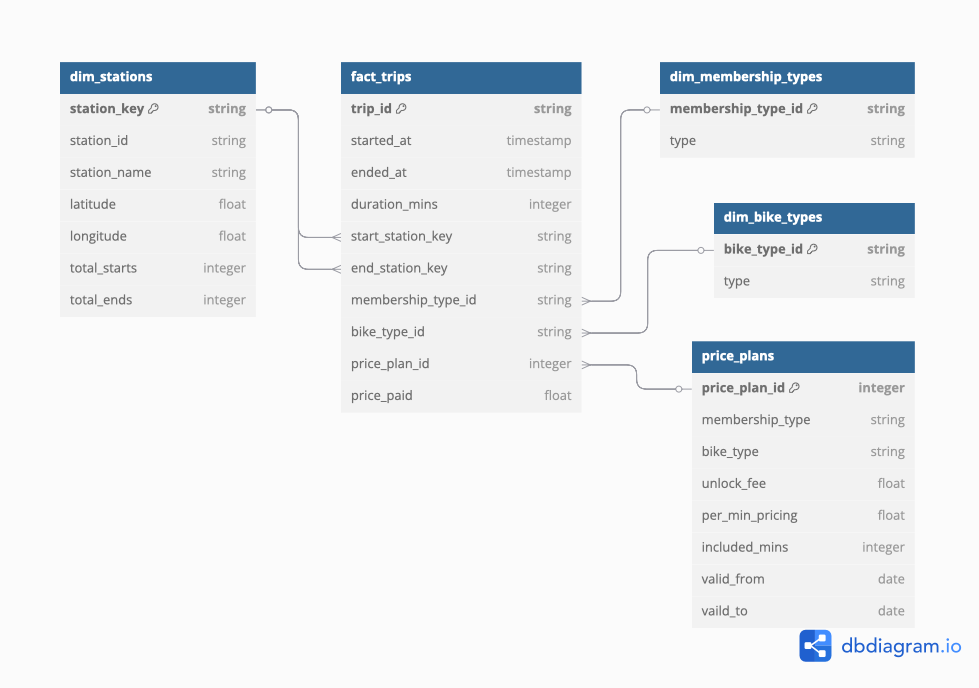 dim_stations
station_key string
station_id string
station_name string
latitude float
longitude float
total_starts integer
total_ends integer
fact_trips
trip_id string
started_at timestamp
ended_at timestamp
duration_mins integer
start_station_key string
end_station_key string
membership_type_id string
bike_type_id string
price_plan_id integer
price_paid float
dim_membership_types
membership_type_id string
type string
dim_bike_types
bike_type_id string
type string
price_plans
price_plan_id integer
membership_type string
bike_type string
unlock_fee float
per_min_pricing float
included_mins integer
valid_from date
vaild_to date
dbdiagram.io